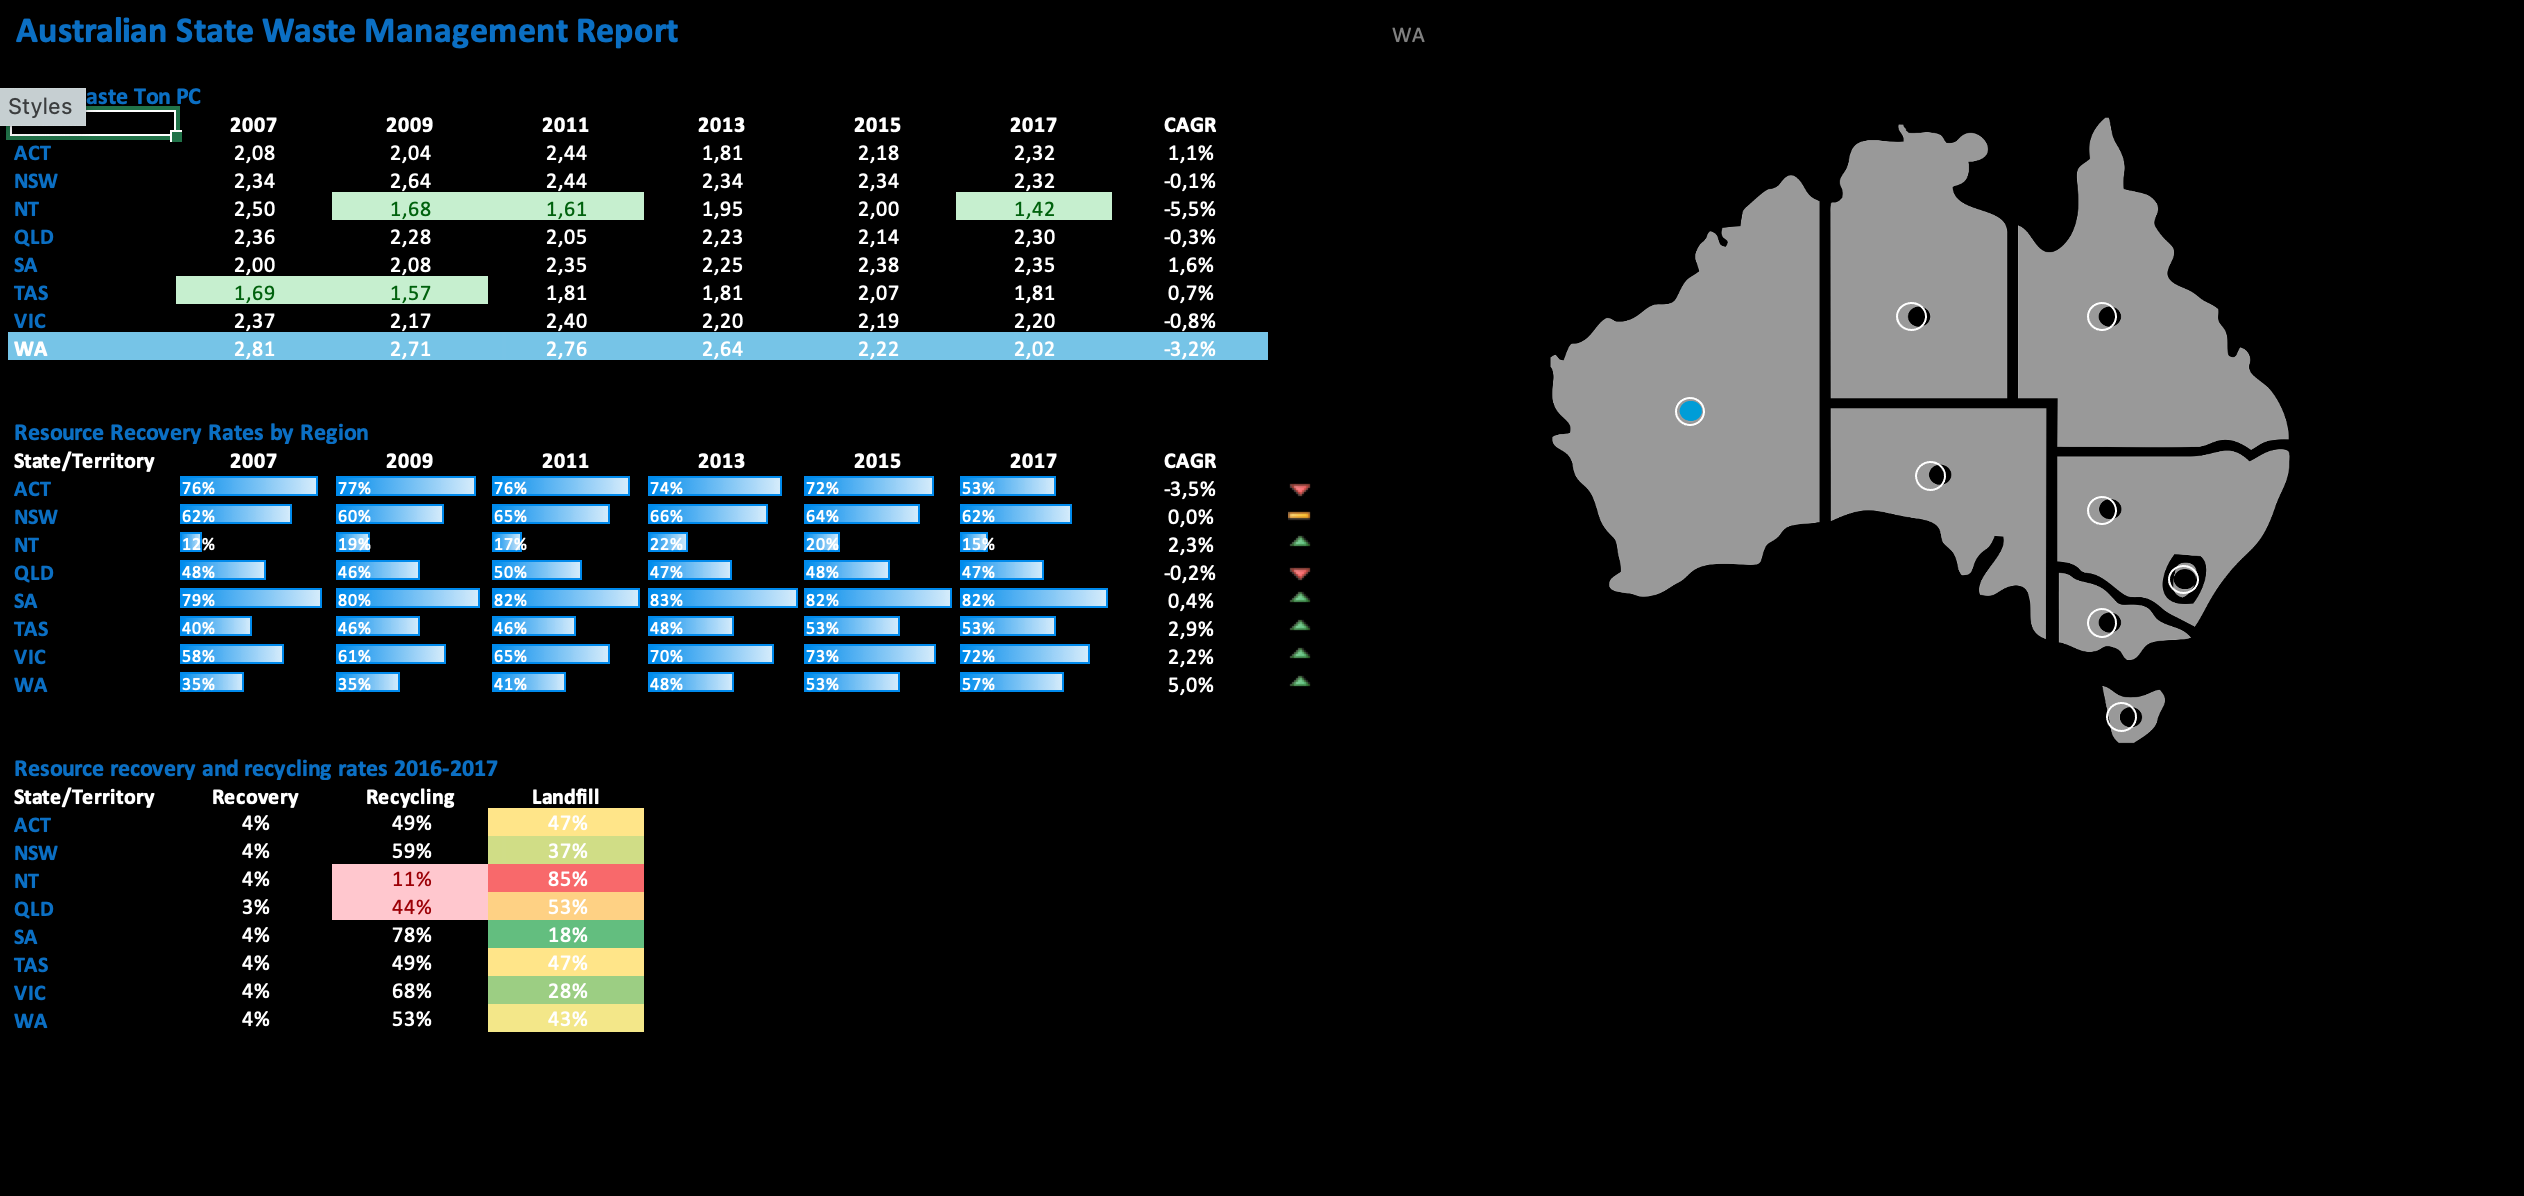 Australian State Waste Management Report
WA
Styles
aste Ton PC
2007 2009 2011 2013 2015 2017 CAGR
ACT 2,08 2,04 2,44 1,81 2,18 2,32 1,1%
NSW 2,34 2,64 2,44 2,34 2,34 2,32 -0,1%
NT 2,50 1,68 1,61 1,95 2,00 1,42 -5,5%
QLD 2,36 2,28 2,05 2,23 2,14 2,30 -0,3%
SA 2,00 2,08 2,35 2,25 2,38 2,35 1,6%
TAS 1,69 1,57 1,81 1,81 2,07 1,81 0,7%
VIC 2,37 2,17 2,40 2,20 2,19 2,20 -0,8%
WA 2,81 2,71 2,76 2,64 2,22 2,02 -3,2%
Resource Recovery Rates by Region
State/Territory 2007 2009 2011 2013 2015 2017 CAGR
ACT 76% 77% 76% 74% 72% 53% -3,5%
NSW 62% 60% 65% 66% 64% 62% 0,0%
NT 12% 19% 17% 22% 20% 15% 2,3%
QLD 48% 46% 50% 47% 48% 47% -0,2%
SA 79% 80% 82% 83% 82% 82% 0,4%
TAS 40% 46% 46% 48% 53% 53% 2,9%
VIC 58% 61% 65% 70% 73% 72% 2,2%
WA 35% 35% 41% 48% 53% 57% 5,0%
Resource recovery and recycling rates 2016-2017
State/Territory Recovery Recycling Landfill
ACT 4% 49% 47%
NSW 4% 59% 37%
NT 4% 11% 85%
QLD 3% 44% 53%
SA 4% 78% 18%
TAS 4% 49% 47%
VIC 4% 68% 28%
WA 4% 53% 43%